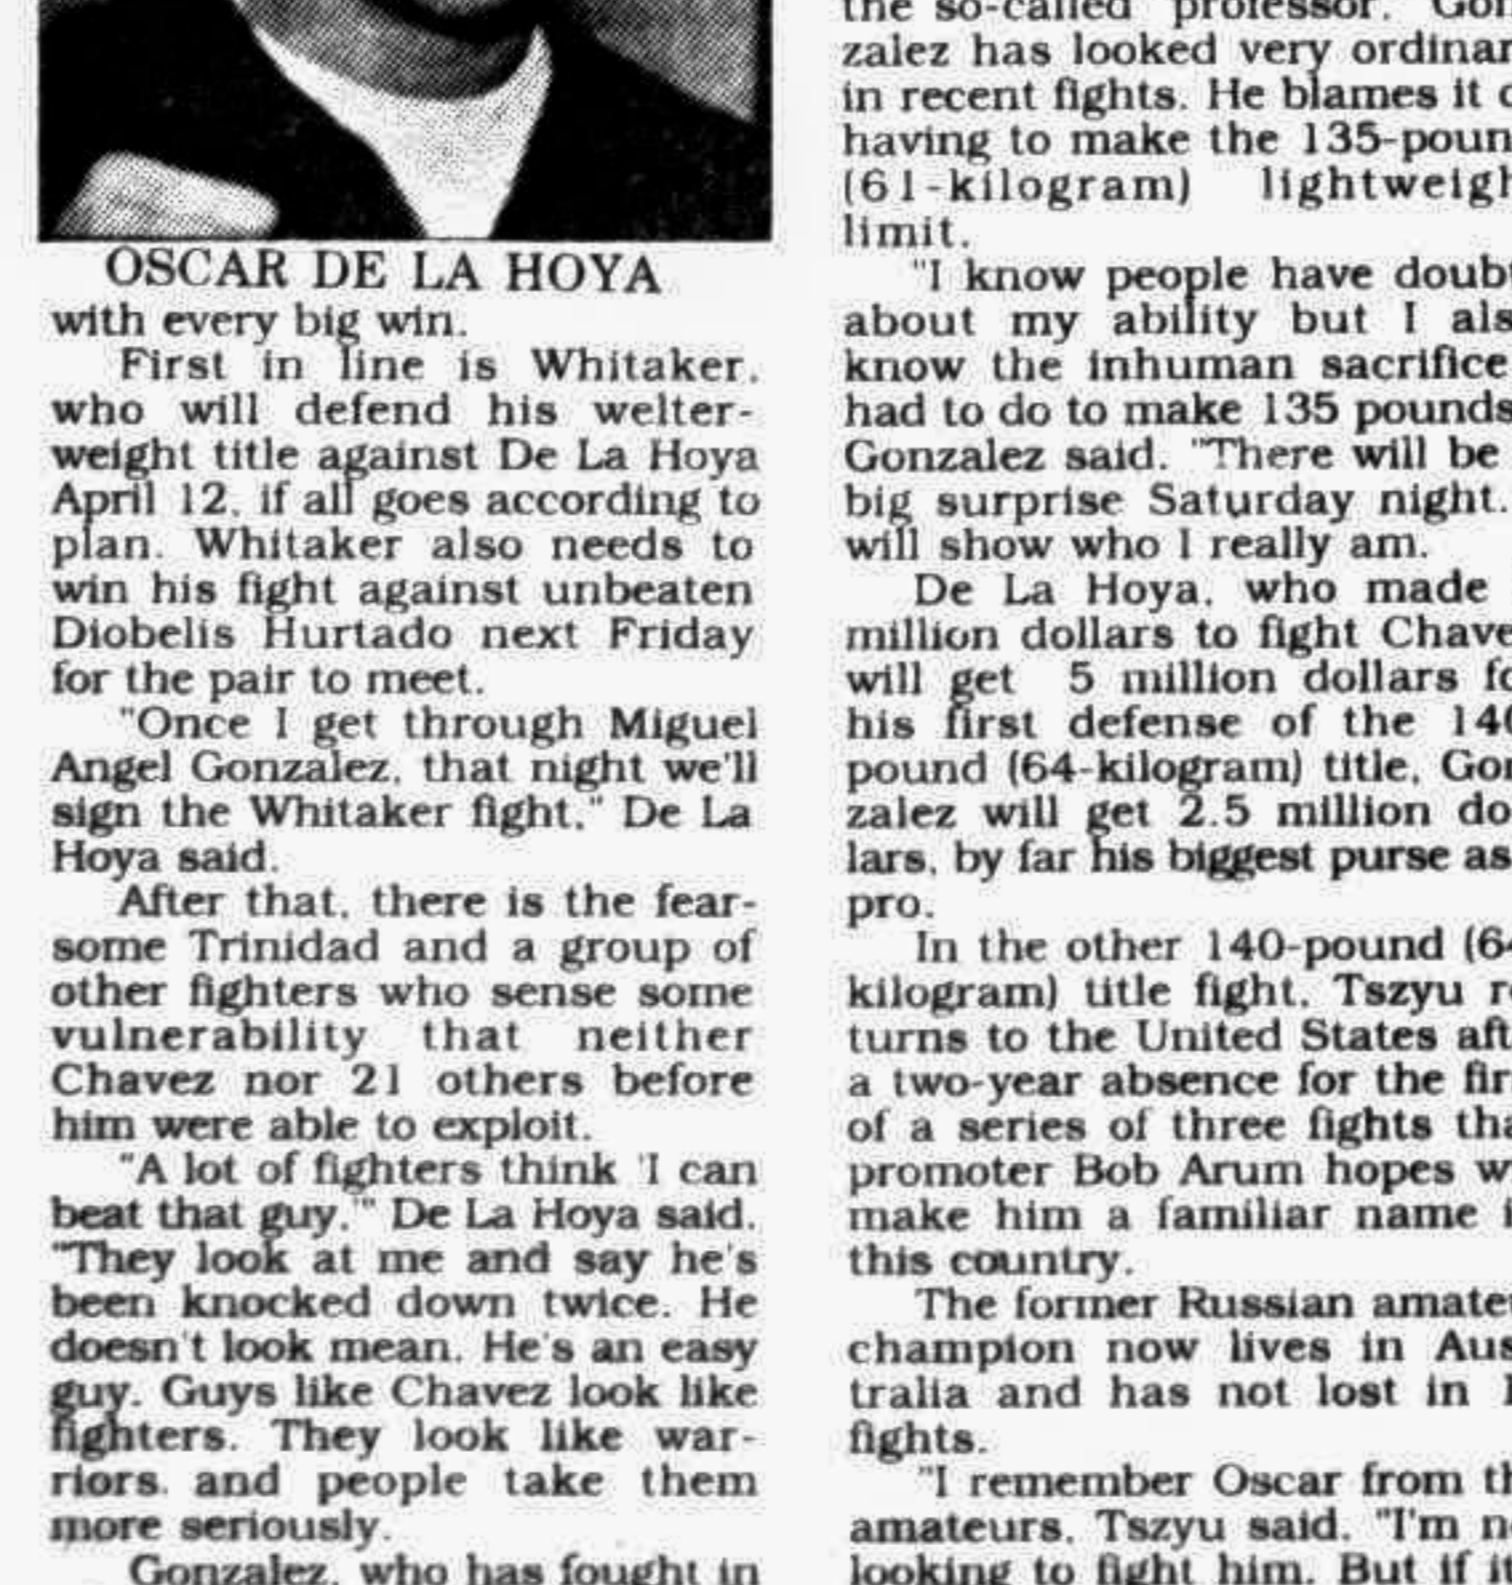 OSCAR DE LA HOYA
with every big win.
First in line is Whitaker,
who will defend his welter-
weight title against De La Hoya
April 12, if all goes according to
plan. Whitaker also needs to
win his fight against unbeaten
Diobelis Hurtado next Friday
for the pair to meet.
"Once I get through Miguel
Angel Gonzalez, that night we'll
sign the Whitaker fight," De La
Hoya said.
After that, there is the fear-
some Trinidad and a group of
other fighters who sense some
vulnerability that neither
Chavez nor 21 others before
him were able to exploit.
"A lot of fighters think 'I can
beat that guy,'" De La Hoya said.
"They look at me and say he's
been knocked down twice. He
doesn't look mean. He's an easy
guy. Guys like Chavez look like
fighters. They look like war-
riors, and people take them
more seriously.
Gonzalez, who has fought in
the so-called professor. Gon
zalez has looked very ordinar
in recent fights. He blames it
having to make the 135-poun
(61-kilogram) lightweigh
limit.
"I know people have doub
about my ability but I als
know the inhuman sacrifice
had to do to make 135 pounds
Gonzalez said. "There will be
big surprise Saturday night.
will show who I really am.
De La Hoya, who made
million dollars to fight Chave
will get 5 million dollars fo
his first defense of the 140
pound (64-kilogram) title, Gon
zalez will get 2.5 million do
lars, by far his biggest purse as
pro.
In the other 140-pound (64
kilogram) title fight, Tszyu r
turns to the United States aft
a two-year absence for the fir
of a series of three fights tha
promoter Bob Arum hopes w
make him a familiar name i
this country.
The former Russian amate
champion now lives in Aus
tralia and has not lost in
fights.
"I remember Oscar from th
amateurs, Tszyu said. "I'm n
looking to fight him. But if i